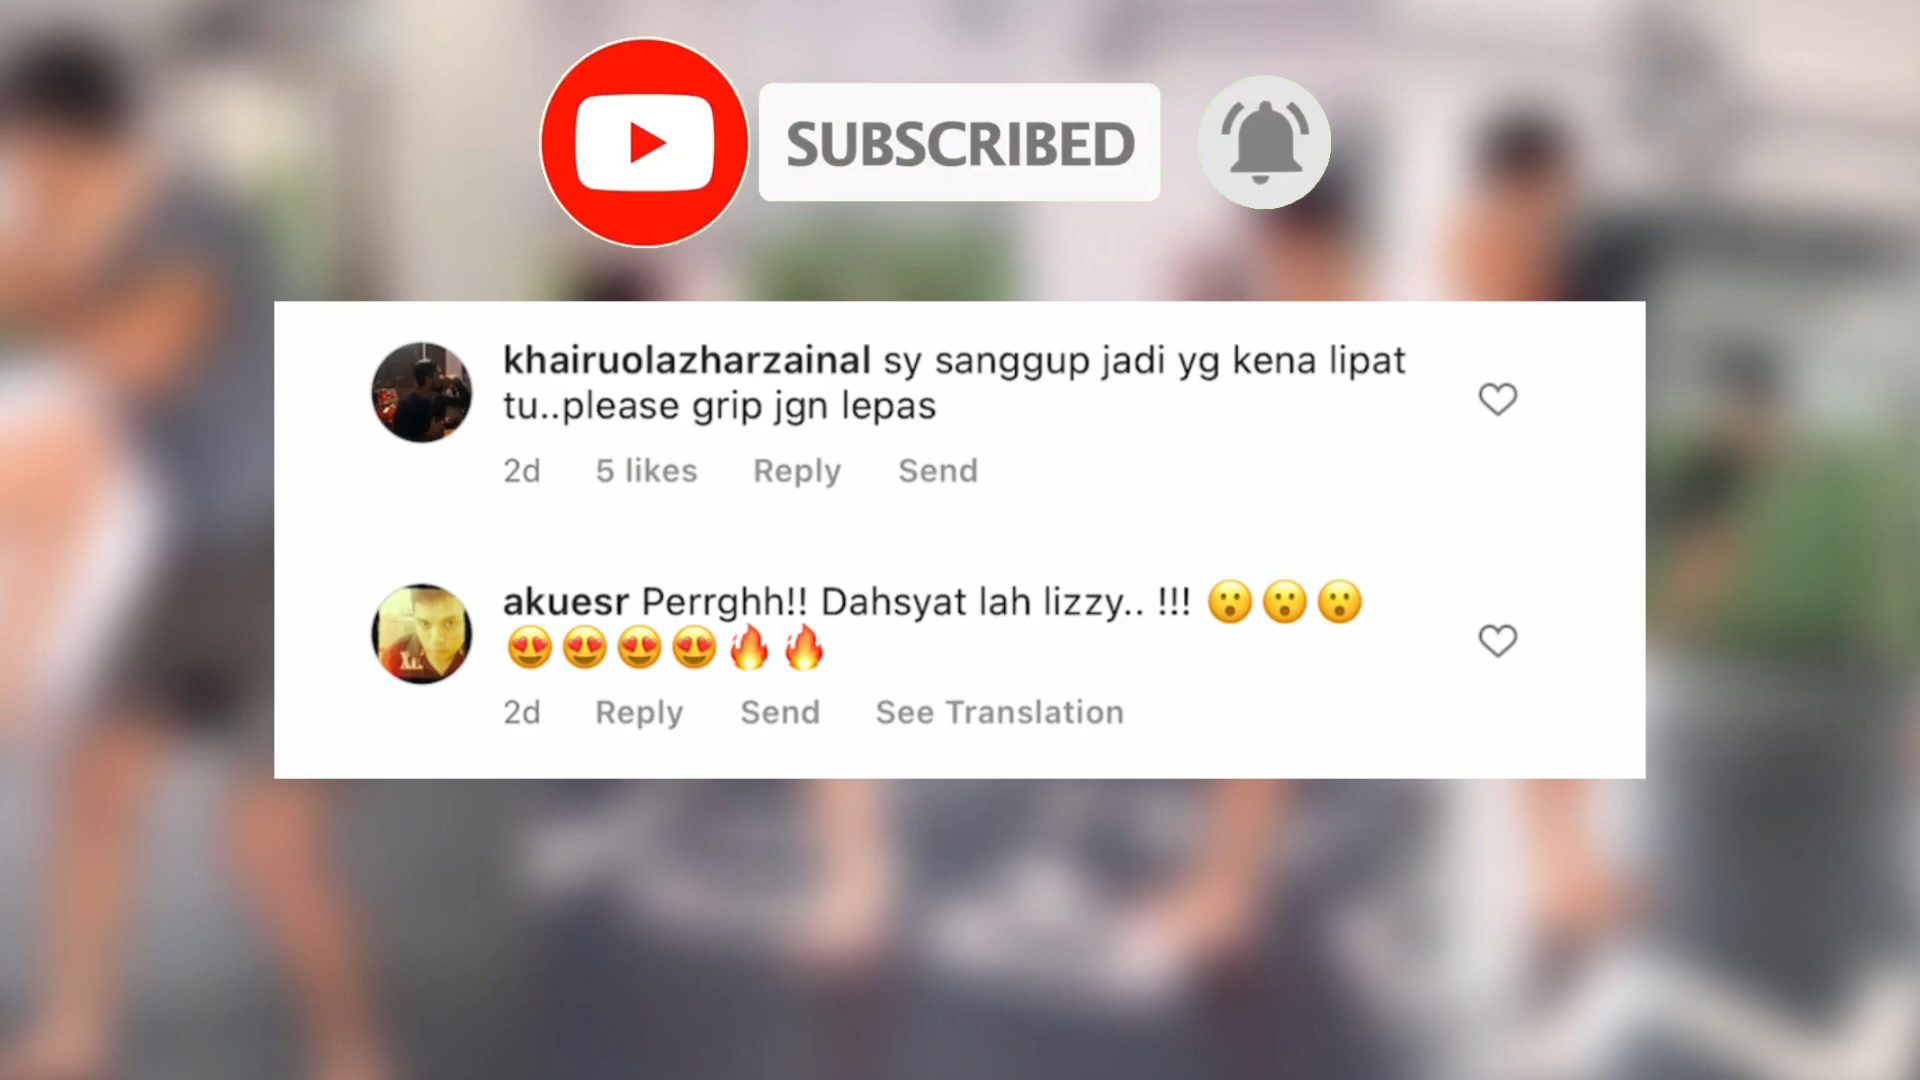 SUBSCRIBED
khairuolazharzainal sy sanggup jadi yg kena lipat
tu..please grip jgn lepas
2d 5 likes Reply Send
akuesr Perrghh!! Dahsyat lah lizzy.. !!! 😮😮😮
😍😍😍😍🔥🔥
2d Reply Send See Translation